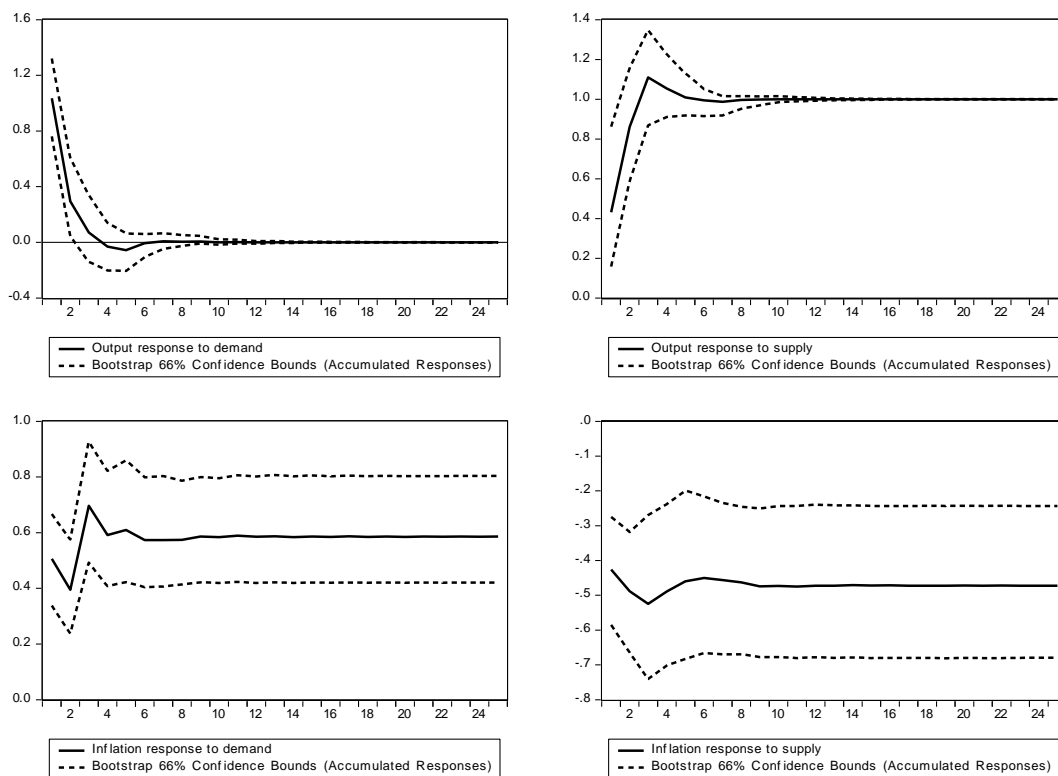 1.6
1.2
0.8
0.4
0.0
-0.4
2 4 6 8 10 12 14 16 18 20 22 24
Output response to demand
Bootstrap 66% Confidence Bounds (Accumulated Responses)
1.4
1.2
1.0
0.8
0.6
0.4
0.2
0.0
2 4 6 8 10 12 14 16 18 20 22 24
Output response to supply
Bootstrap 66% Confidence Bounds (Accumulated Responses)
1.0
0.8
0.6
0.4
0.2
0.0
2 4 6 8 10 12 14 16 18 20 22 24
Inflation response to demand
Bootstrap 66% Confidence Bounds (Accumulated Responses)
.0
-.1
-.2
-.3
-.4
-.5
-.6
-.7
-.8
2 4 6 8 10 12 14 16 18 20 22 24
Inflation response to supply
Bootstrap 66% Confidence Bounds (Accumulated Responses)